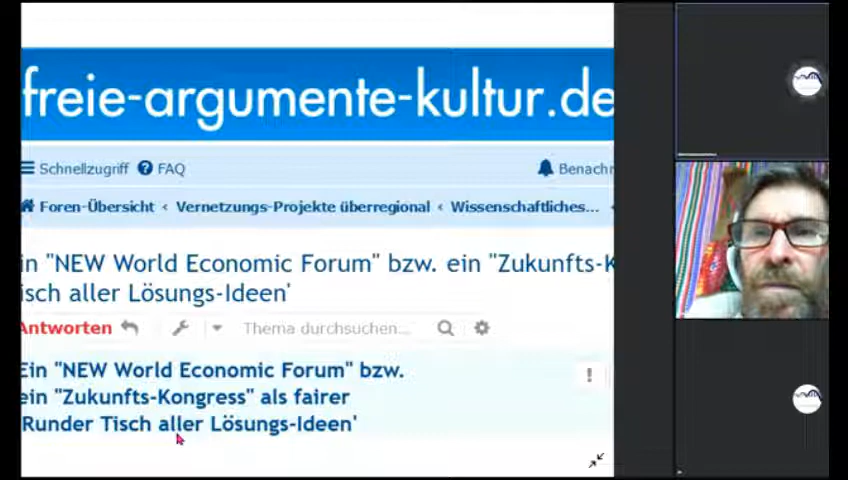 freie-argumente-kultur.de
Schnellzugriff FAQ Benachr
Foren-Übersicht ‹ Vernetzungs-Projekte überregional ‹ Wissenschaftliches... ‹
in "NEW World Economic Forum" bzw. ein "Zukunfts-K
isch aller Lösungs-Ideen'
Antworten Thema durchsuchen...
Ein "NEW World Economic Forum" bzw.
ein "Zukunfts-Kongress" als fairer
'Runder Tisch aller Lösungs-Ideen'